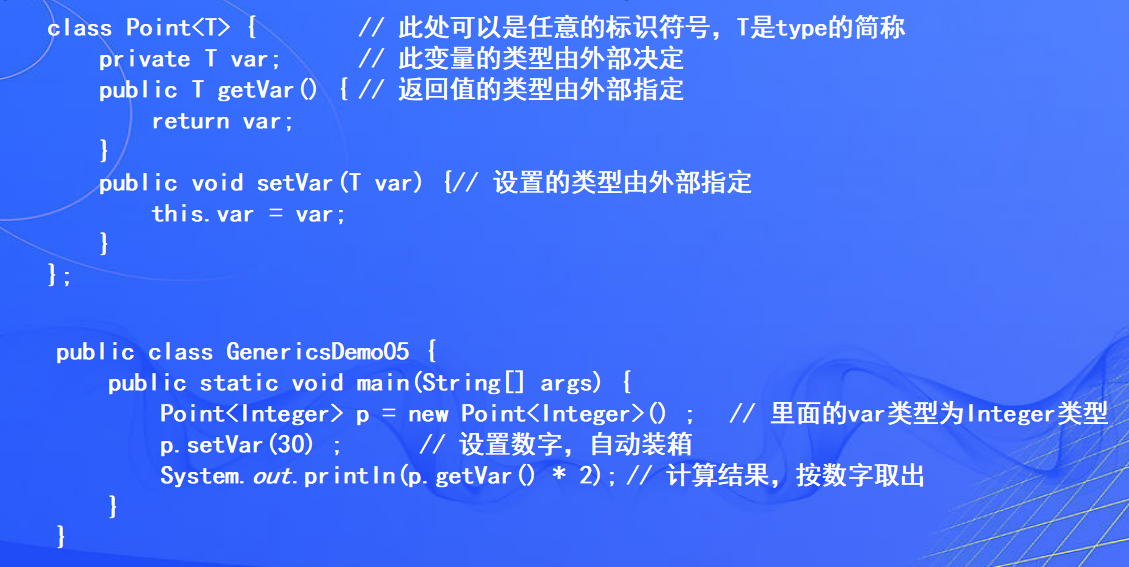 class Point<T> {        // 此处可以是任意的标识符号，T是type的简称
    private T var;      // 此变量的类型由外部决定
    public T getVar() { // 返回值的类型由外部指定
        return var;
    }
    public void setVar(T var) {// 设置的类型由外部指定
        this.var = var;
    }
};
public class GenericsDemo05 {
    public static void main(String[] args) {
        Point<Integer> p = new Point<Integer>() ;   // 里面的var类型为Integer类型
        p.setVar(30) ;      // 设置数字，自动装箱
        System.out.println(p.getVar() * 2); // 计算结果，按数字取出
    }
}